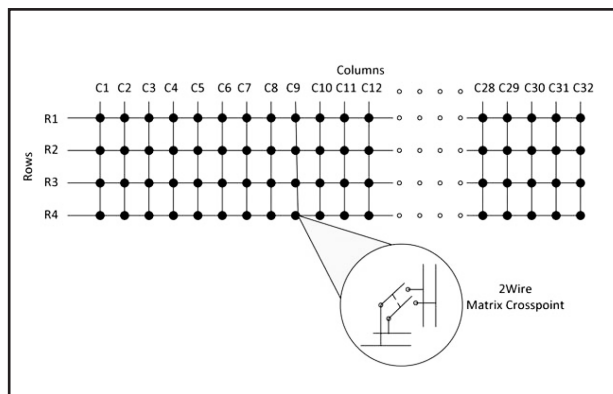 Columns
C1 C2 C3 C4 C5 C6 C7 C8 C9 C10 C11 C12 C28 C29 C30 C31 C32
R1
R2
Rows
R3
R4
2Wire
Matrix Crosspoint